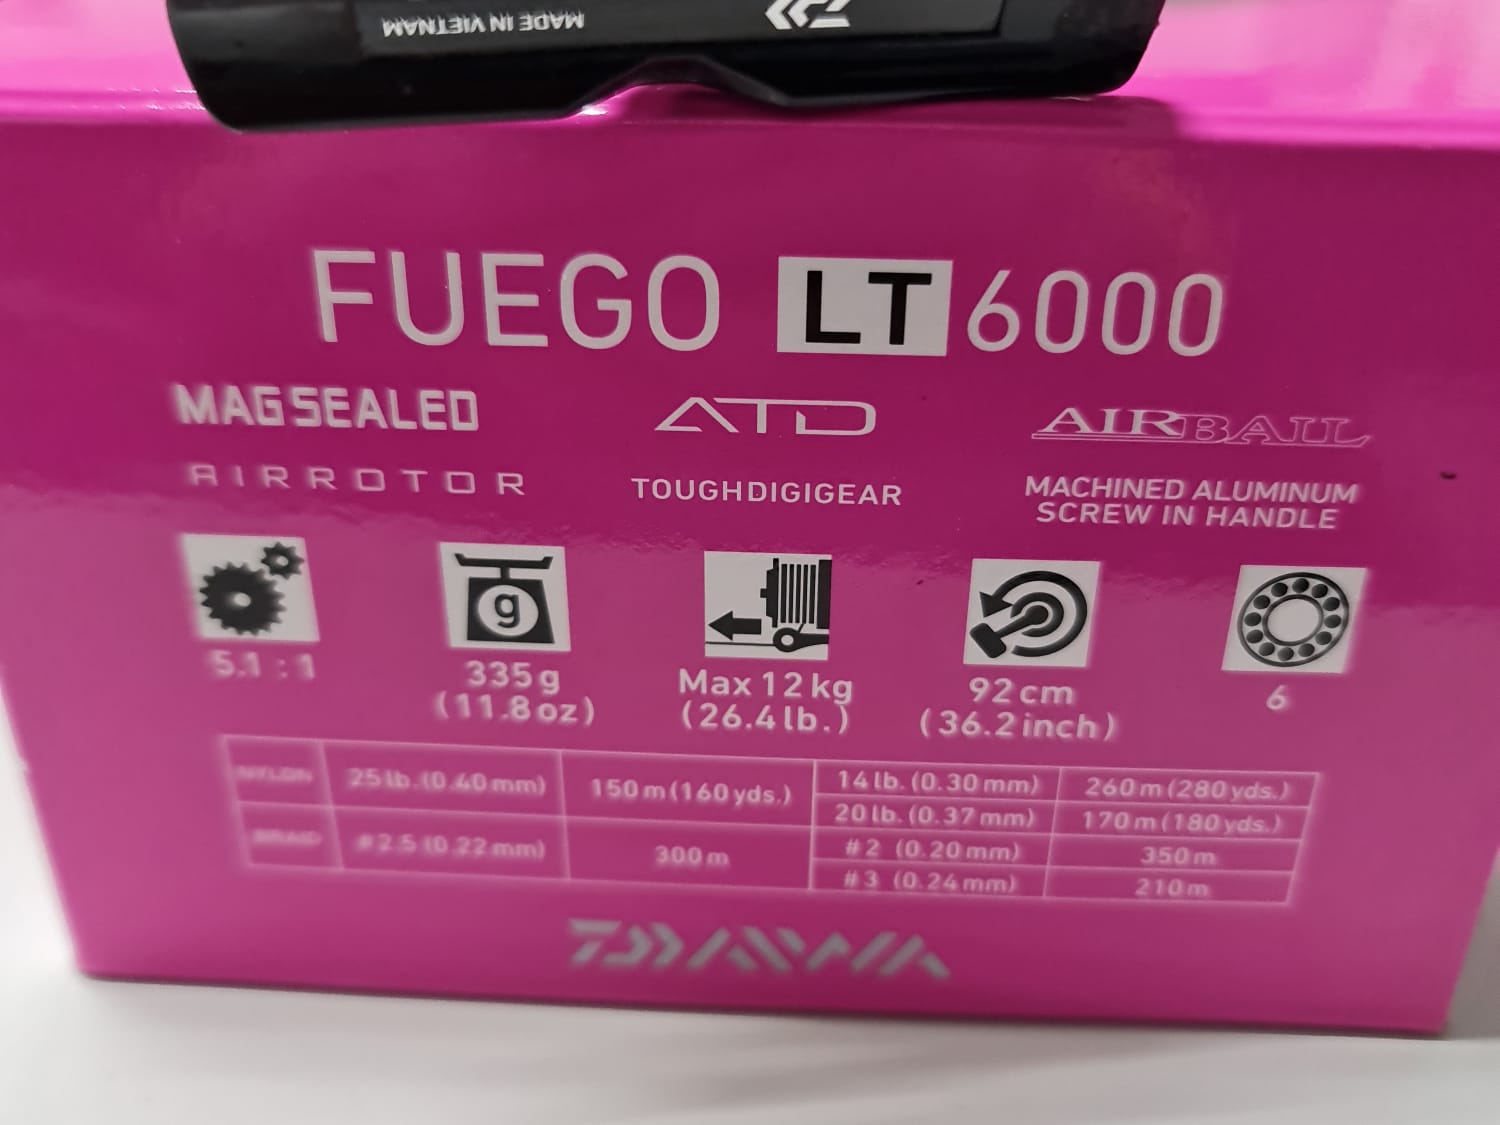 MADE IN VIETNAM
FUEGO LT 6000
MAGSEALED ATD AIRBAIL
AIRROTOR TOUGHDIGIGEAR MACHINED ALUMINUM
SCREW IN HANDLE
g
5.1 : 1 335g Max 12kg 92cm 6
(11.8oz) (26.4lb.) (36.2inch)
NYLON 25lb.(0.40mm) 150m(160yds.) 14lb.(0.30mm) 260m(280yds.)
20lb.(0.37mm) 170m(180yds.)
BRAID #2.5(0.22mm) 300m #2 (0.20mm) 350m
#3 (0.24mm) 210m
DAIWA